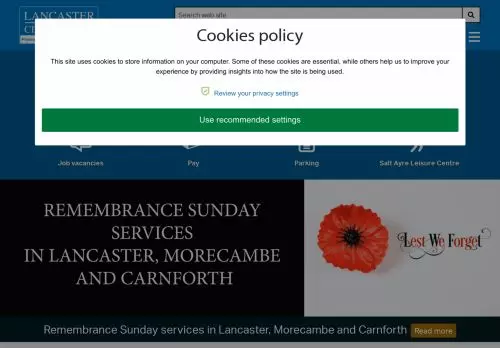 LANCASTER
Search web site
Cookies policy
This site uses cookies to store information on your computer. Some of these cookies are essential, while others help us to improve your
experience by providing insights into how the site is being used.
Review your privacy settings
Use recommended settings
Job vacancies
Pay
Parking
Salt Ayre Leisure Centre
REMEMBRANCE SUNDAY
SERVICES
IN LANCASTER, MORECAMBE
AND CARNFORTH
Lest We Forget
Remembrance Sunday services in Lancaster, Morecambe and Carnforth
Read more